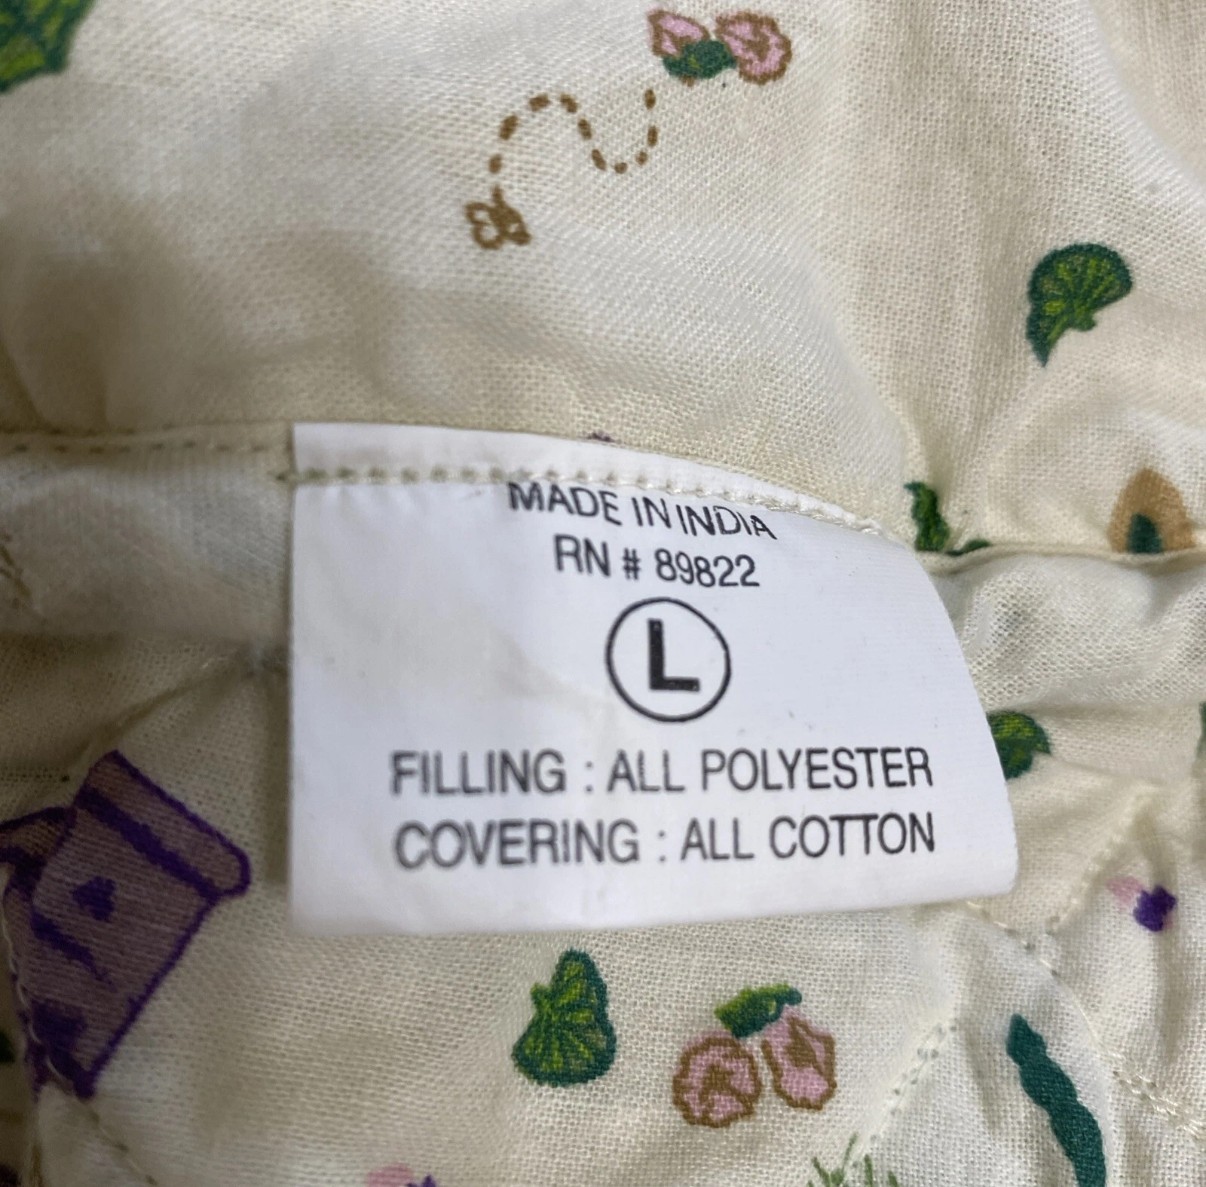 MADE IN INDIA
RN # 89822
L
FILLING : ALL POLYESTER
COVERING : ALL COTTON